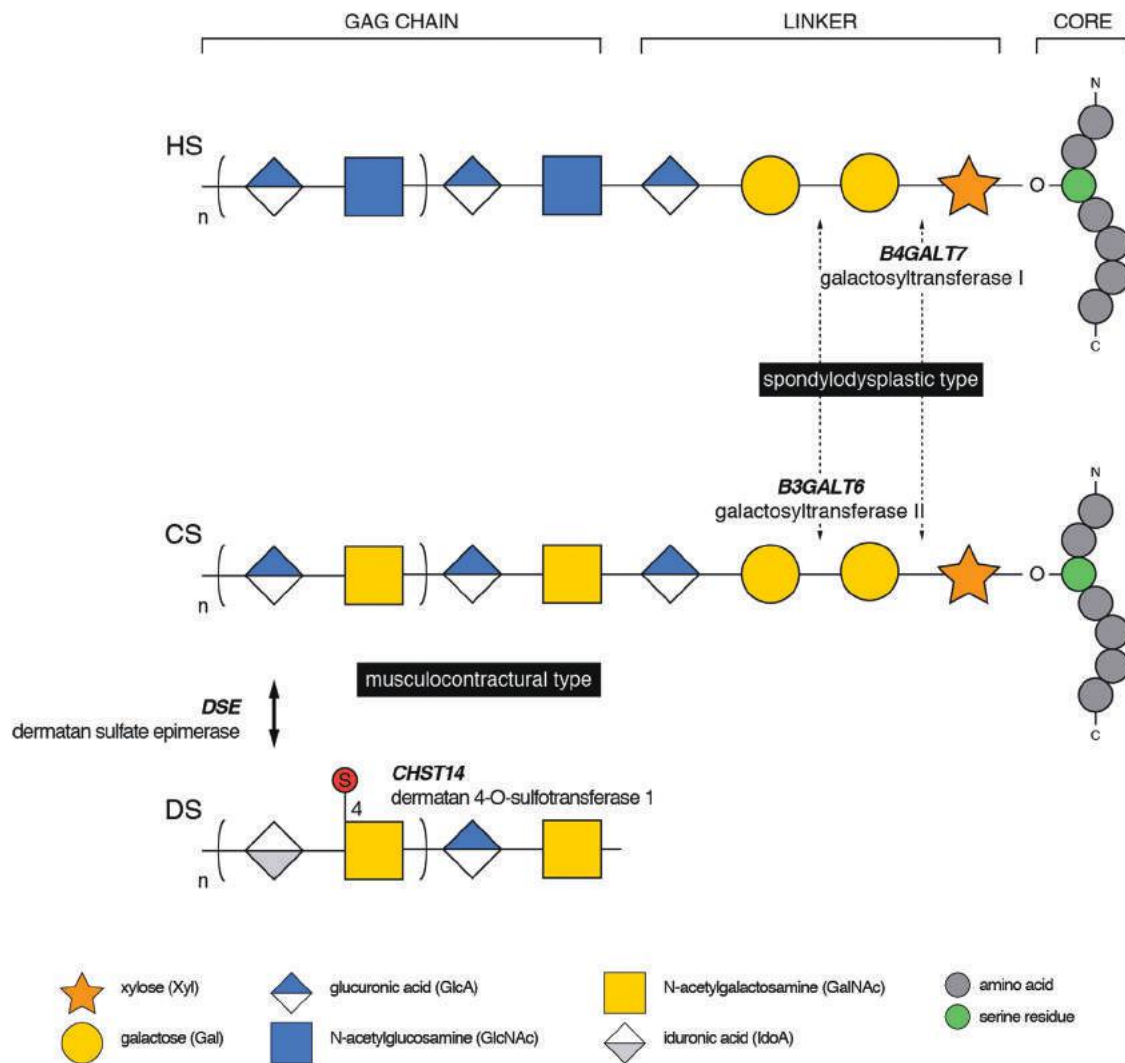 GAG CHAIN LINKER CORE
N
HS
n
O
C
B4GALT7
galactosyltransferase I
spondylodysplastic type
B3GALT6
galactosyltransferase II
N
CS
n
O
C
musculocontractural type
DSE
dermatan sulfate epimerase
CHST14
dermatan 4-O-sulfotransferase 1
S
4
DS
n
xylose (Xyl) glucuronic acid (GlcA) N-acetylgalactosamine (GalNAc) amino acid
serine residue
galactose (Gal) N-acetylglucosamine (GlcNAc) iduronic acid (IdoA)